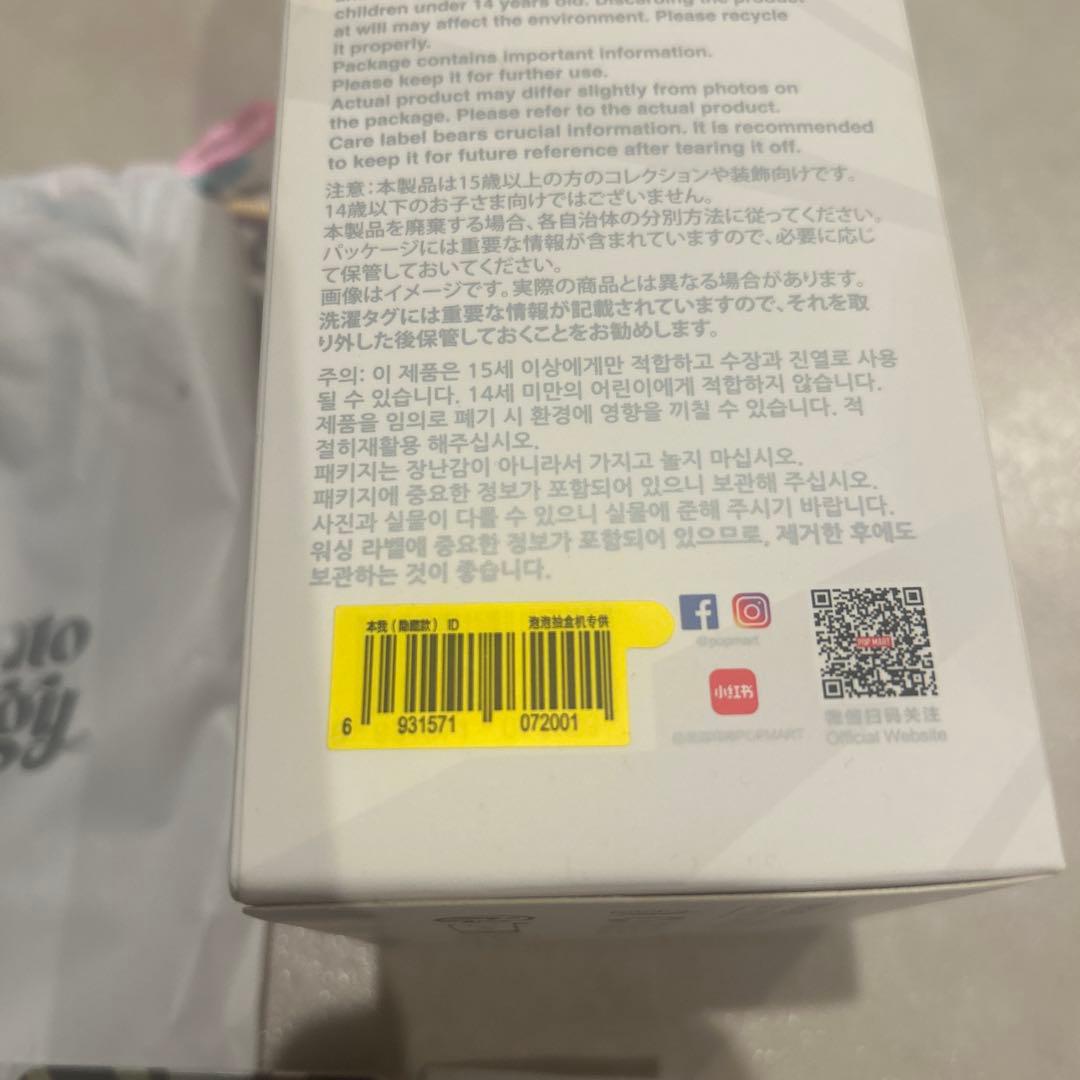 children under 14 years old. Discarding the product
at will may affect the environment. Please recycle
it properly.
Package contains important information.
Please keep it for further use.
Actual product may differ slightly from photos on
the package. Please refer to the actual product.
Care label bears crucial information. It is recommended
to keep it for future reference after tearing it off.
注意：本製品は15歳以上の方のコレクションや装飾向けです。
14歳以下のお子さま向けではございません。
本製品を廃棄する場合、各自治体の分別方法に従ってください。
パッケージには重要な情報が含まれていますので、必要に応じ
て保管しておいてください。
画像はイメージです。実際の商品とは異なる場合があります。
洗濯タグには重要な情報が記載されていますので、それを取
り外した後保管しておくことをお勧めします。
주의: 이 제품은 15세 이상에게만 적합하고 수장과 진열로 사용
될 수 있습니다. 14세 미만의 어린이에게 적합하지 않습니다.
제품을 임의로 폐기 시 환경에 영향을 끼칠 수 있습니다. 적
절히재활용 해주십시오.
패키지는 장난감이 아니라서 가지고 놀지 마십시오.
패키지에 중요한 정보가 포함되어 있으니 보관해 주십시오.
사진과 실물이 다를 수 있으니 실물에 준해 주시기 바랍니다.
워싱 라벨에 중요한 정보가 포함되어 있으므로, 제거한 후에도
보관하는 것이 좋습니다.
本我（隐藏款） ID 泡泡抽盒机专供
6 931571 072001
@popmart
POP MART
小红书
微信扫码关注
Official Website